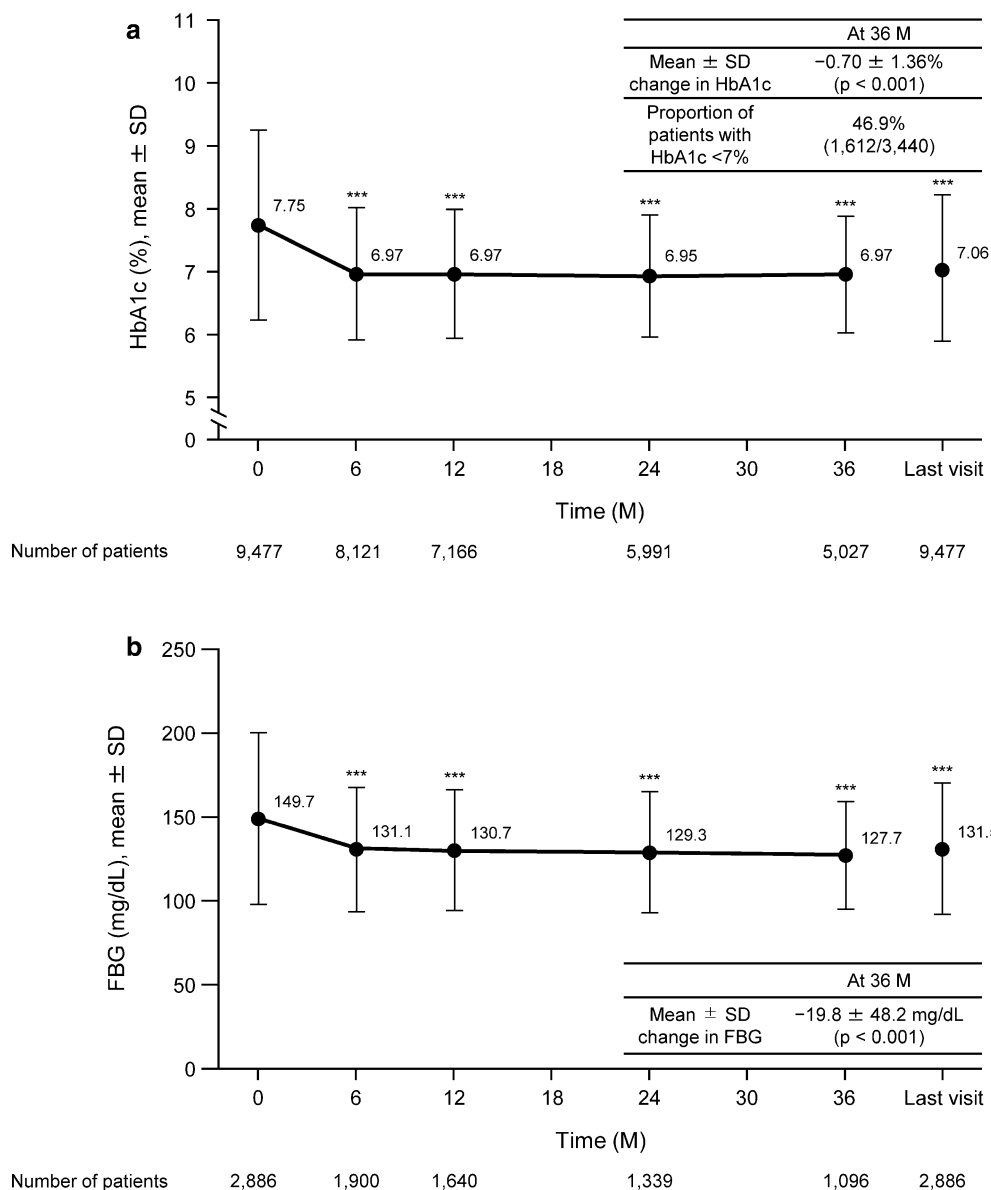 a
HbA1c (%), mean ± SD
11
10
9
8
7
6
5
0
7.75
***
6.97
***
6.97
***
6.95
***
6.97
***
7.06
At 36 M
Mean ± SD
change in HbA1c
−0.70 ± 1.36%
(p < 0.001)
Proportion of
patients with
HbA1c <7%
46.9%
(1,612/3,440)
0 6 12 18 24 30 36 Last visit
Time (M)
Number of patients 9,477 8,121 7,166 5,991 5,027 9,477
b
FBG (mg/dL), mean ± SD
250
200
150
100
50
0
149.7
***
131.1
***
130.7
***
129.3
***
127.7
***
At 36 M
Mean ± SD
change in FBG
−19.8 ± 48.2 mg/dL
(p < 0.001)
0 6 12 18 24 30 36 Last visit
Time (M)
Number of patients 2,886 1,900 1,640 1,339 1,096 2,886